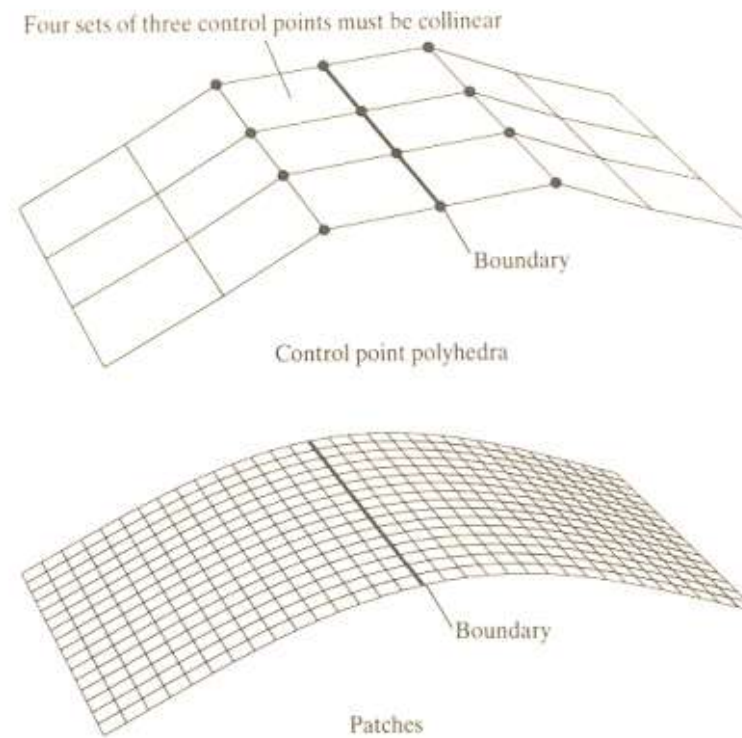 Four sets of three control points must be collinear
Boundary
Control point polyhedra
Boundary
Patches